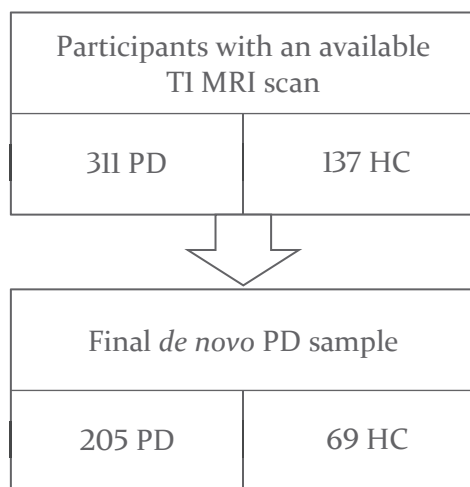 Participants with an available
T1 MRI scan
311 PD
137 HC
Final de novo PD sample
205 PD
69 HC